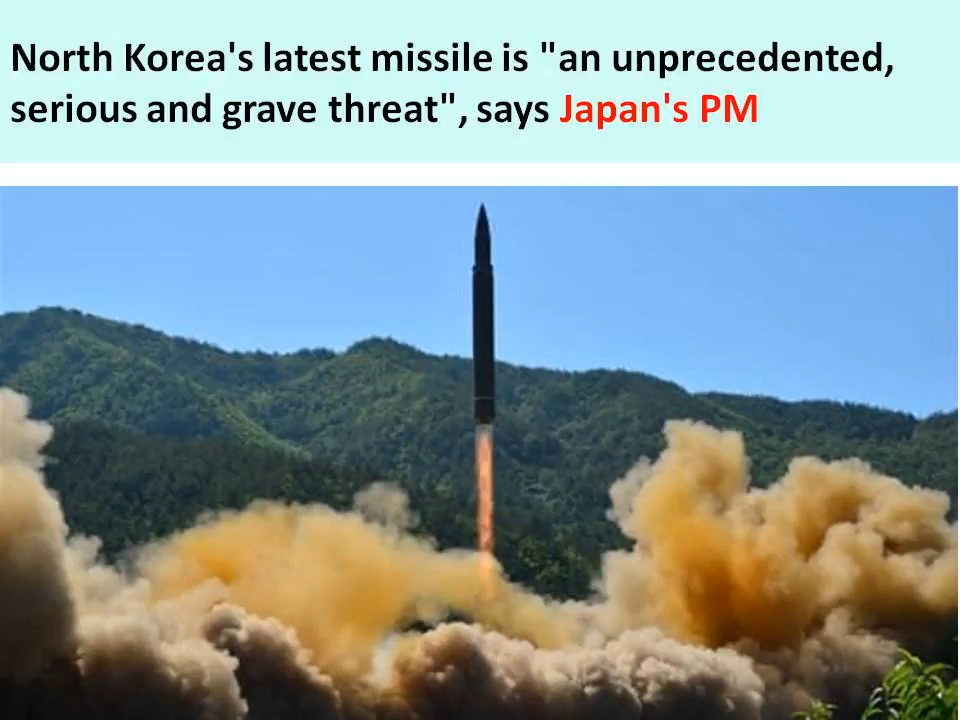 North Korea's latest missile is "an unprecedented,
serious and grave threat", says Japan's PM